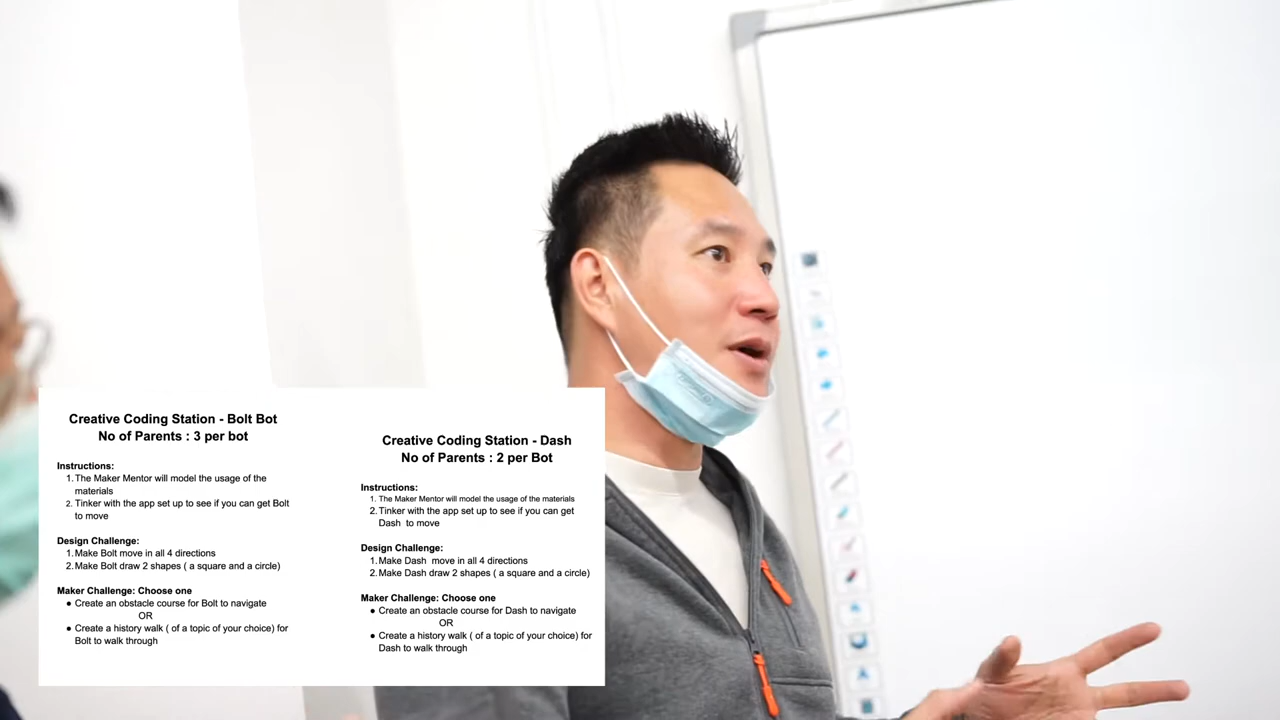 Creative Coding Station - Bolt Bot
No of Parents : 3 per bot
Instructions:
1. The Maker Mentor will model the usage of the
materials
2. Tinker with the app set up to see if you can get Bolt
to move
Design Challenge:
1. Make Bolt move in all 4 directions
2. Make Bolt draw 2 shapes ( a square and a circle)
Maker Challenge: Choose one
● Create an obstacle course for Bolt to navigate
OR
● Create a history walk ( of a topic of your choice) for
Bolt to walk through
Creative Coding Station - Dash
No of Parents : 2 per Bot
Instructions:
1. The Maker Mentor will model the usage of the materials
2. Tinker with the app set up to see if you can get
Dash to move
Design Challenge:
1. Make Dash move in all 4 directions
2. Make Dash draw 2 shapes ( a square and a circle)
Maker Challenge: Choose one
● Create an obstacle course for Dash to navigate
OR
● Create a history walk ( of a topic of your choice) for
Dash to walk through